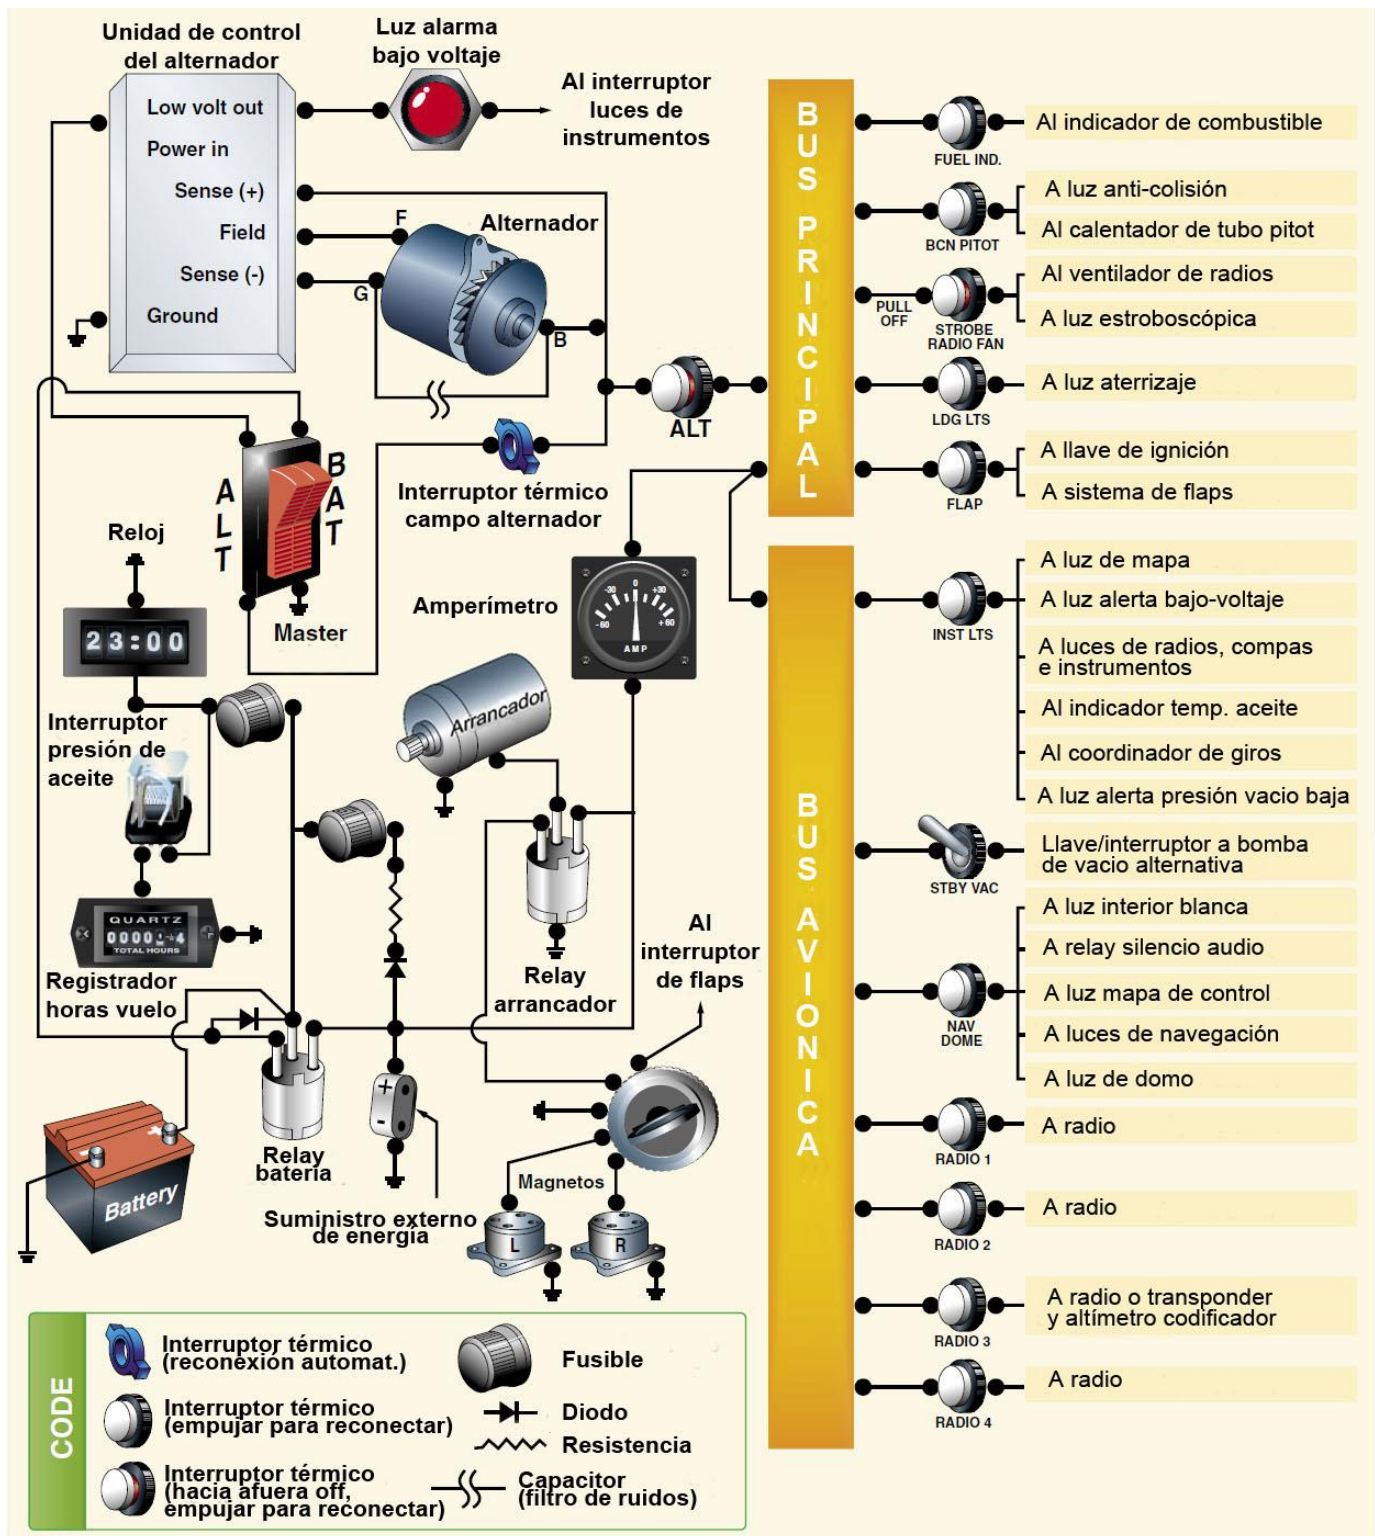 Unidad de control
del alternador
Luz alarma
bajo voltaje
Al interruptor
luces de
instrumentos
Low volt out
Power in
Sense (+)
Field
Sense (-)
Ground
F
Alternador
G
B
ALT
Interruptor térmico
campo alternador
ALT
BAT
Master
Reloj
23:00
Amperímetro
-60
-30
0
+30
+60
AMP
Interruptor
presión de
aceite
Arrancador
QUARTZ
TOTAL HOURS
Registrador
horas vuelo
Relay
arrancador
Al
interruptor
de flaps
+
-
Relay
bateria
Battery
Suministro externo
de energía
Magnetos
L
R
BUS PRINCIPAL
FUEL IND.
Al indicador de combustible
BCN PITOT
A luz anti-colisión
Al calentador de tubo pitot
PULL
OFF
STROBE
RADIO FAN
Al ventilador de radios
A luz estroboscópica
LDG LTS
A luz aterrizaje
FLAP
A llave de ignición
A sistema de flaps
BUS AVIONICA
INST LTS
A luz de mapa
A luz alerta bajo-voltaje
A luces de radios, compas
e instrumentos
Al indicador temp. aceite
Al coordinador de giros
A luz alerta presión vacio baja
STBY VAC
Llave/interruptor a bomba
de vacio alternativa
NAV
DOME
A luz interior blanca
A relay silencio audio
A luz mapa de control
A luces de navegación
A luz de domo
RADIO 1
A radio
RADIO 2
A radio
RADIO 3
A radio o transponder
y altímetro codificador
RADIO 4
A radio
CODE
Interruptor térmico
(reconexión automat.)
Interruptor térmico
(empujar para reconectar)
Interruptor térmico
(hacia afuera off,
empujar para reconectar)
Fusible
Diodo
Resistencia
Capacitor
(filtro de ruidos)